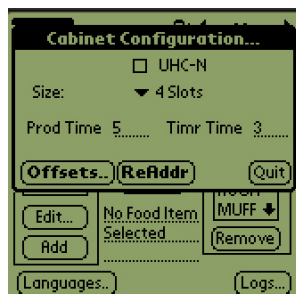 Cabinet Configuration...
UHC-N
Size: 4 Slots
Prod Time 5 Timr Time 3
Offsets.. ReAddr Quit
Edit... No Food Item MUFF
Selected
Add Remove
Languages.. Logs...